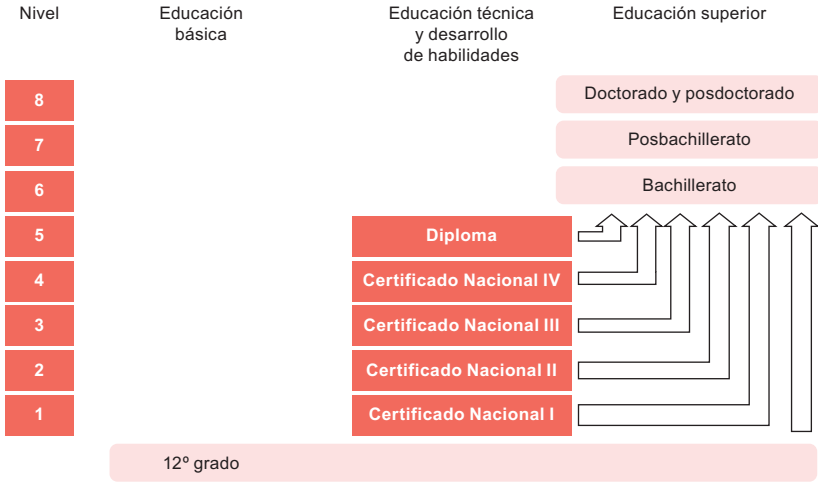 Nivel
Educación
básica
Educación técnica
y desarrollo
de habilidades
Educación superior
8
Doctorado y posdoctorado
7
Posbachillerato
6
Bachillerato
5
Diploma
4
Certificado Nacional IV
3
Certificado Nacional III
2
Certificado Nacional II
1
Certificado Nacional I
12º grado